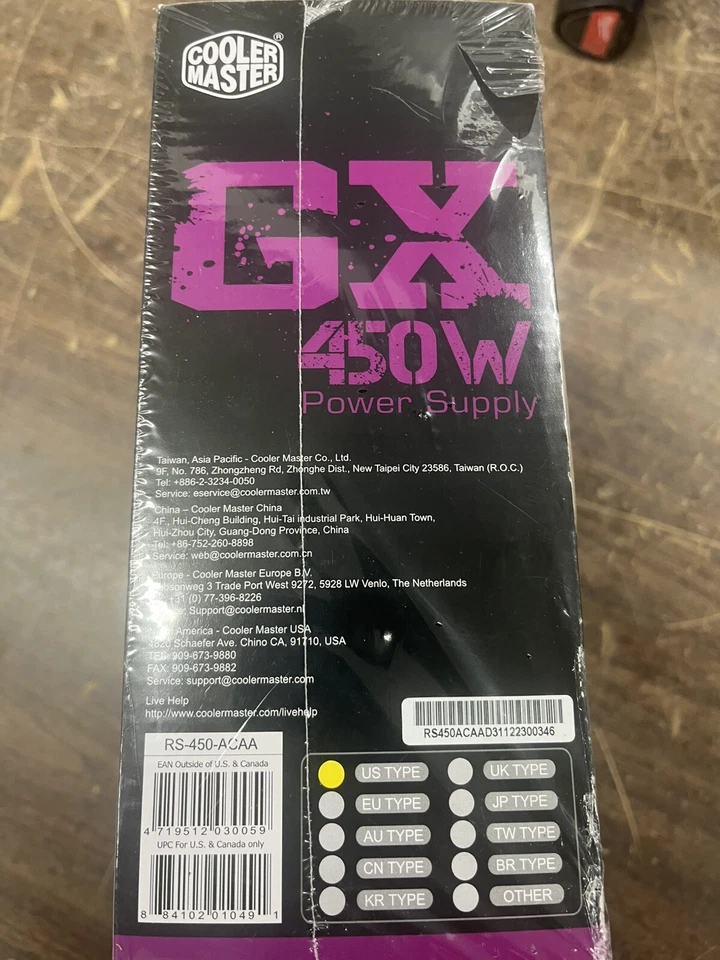 COOLER
MASTER®
GX
450W
Power Supply
Taiwan, Asia Pacific - Cooler Master Co., Ltd.
9F, No. 786, Zhongzheng Rd, Zhonghe Dist., New Taipei City 23586, Taiwan (R.O.C.)
Tel: +886-2-3234-0050
Service: eservice@coolermaster.com.tw
China – Cooler Master China
4F., Hui-Cheng Building, Hui-Tai industrial Park, Hui-Huan Town,
Hui-Zhou City, Guang-Dong Province, China
Tel: +86-752-260-8898
Service: web@coolermaster.com.cn
Europe - Cooler Master Europe B.V.
3 Trade Port West 9272, 5928 LW Venlo, The Netherlands
+31 (0) 77-396-8226
Support@coolermaster.nl
America - Cooler Master USA
4820 Schaefer Ave. Chino CA, 91710, USA
TEL: 909-673-9880
FAX: 909-673-9882
Service: support@coolermaster.com
Live Help
http://www.coolermaster.com/livehelp
RS450ACAAD31122300346
RS-450-ACAA
EAN Outside of U.S. & Canada
4 719512 030059
UPC For U.S. & Canada only
8 84102 01049 1
US TYPE
UK TYPE
EU TYPE
JP TYPE
AU TYPE
TW TYPE
CN TYPE
BR TYPE
KR TYPE
OTHER